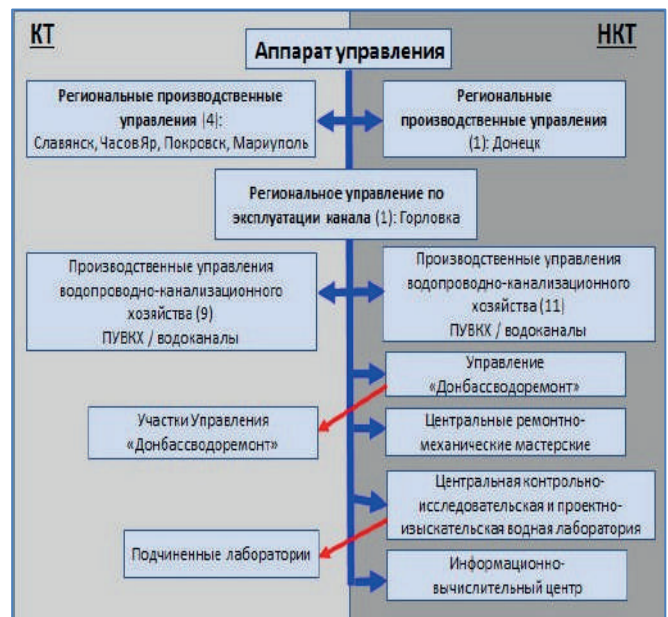 КТ
НКТ
Аппарат управления
Региональные производственные
управления (4):
Славянск, Часов Яр, Покровск, Мариуполь
Региональные
производственные управления
(1): Донецк
Региональное управление по
эксплуатации канала (1): Горловка
Производственные управления
водопроводно-канализационного
хозяйства (9)
ПУВКХ / водоканалы
Производственные управления
водопроводно-канализационного
хозяйства (11)
ПУВКХ / водоканалы
Управление
«Донбассводоремонт»
Участки Управления
«Донбассводоремонт»
Центральные ремонтно-
механические мастерские
Центральная контрольно-
исследовательская и проектно-
изыскательская водная лаборатория
Подчиненные лаборатории
Информационно-
вычислительный центр